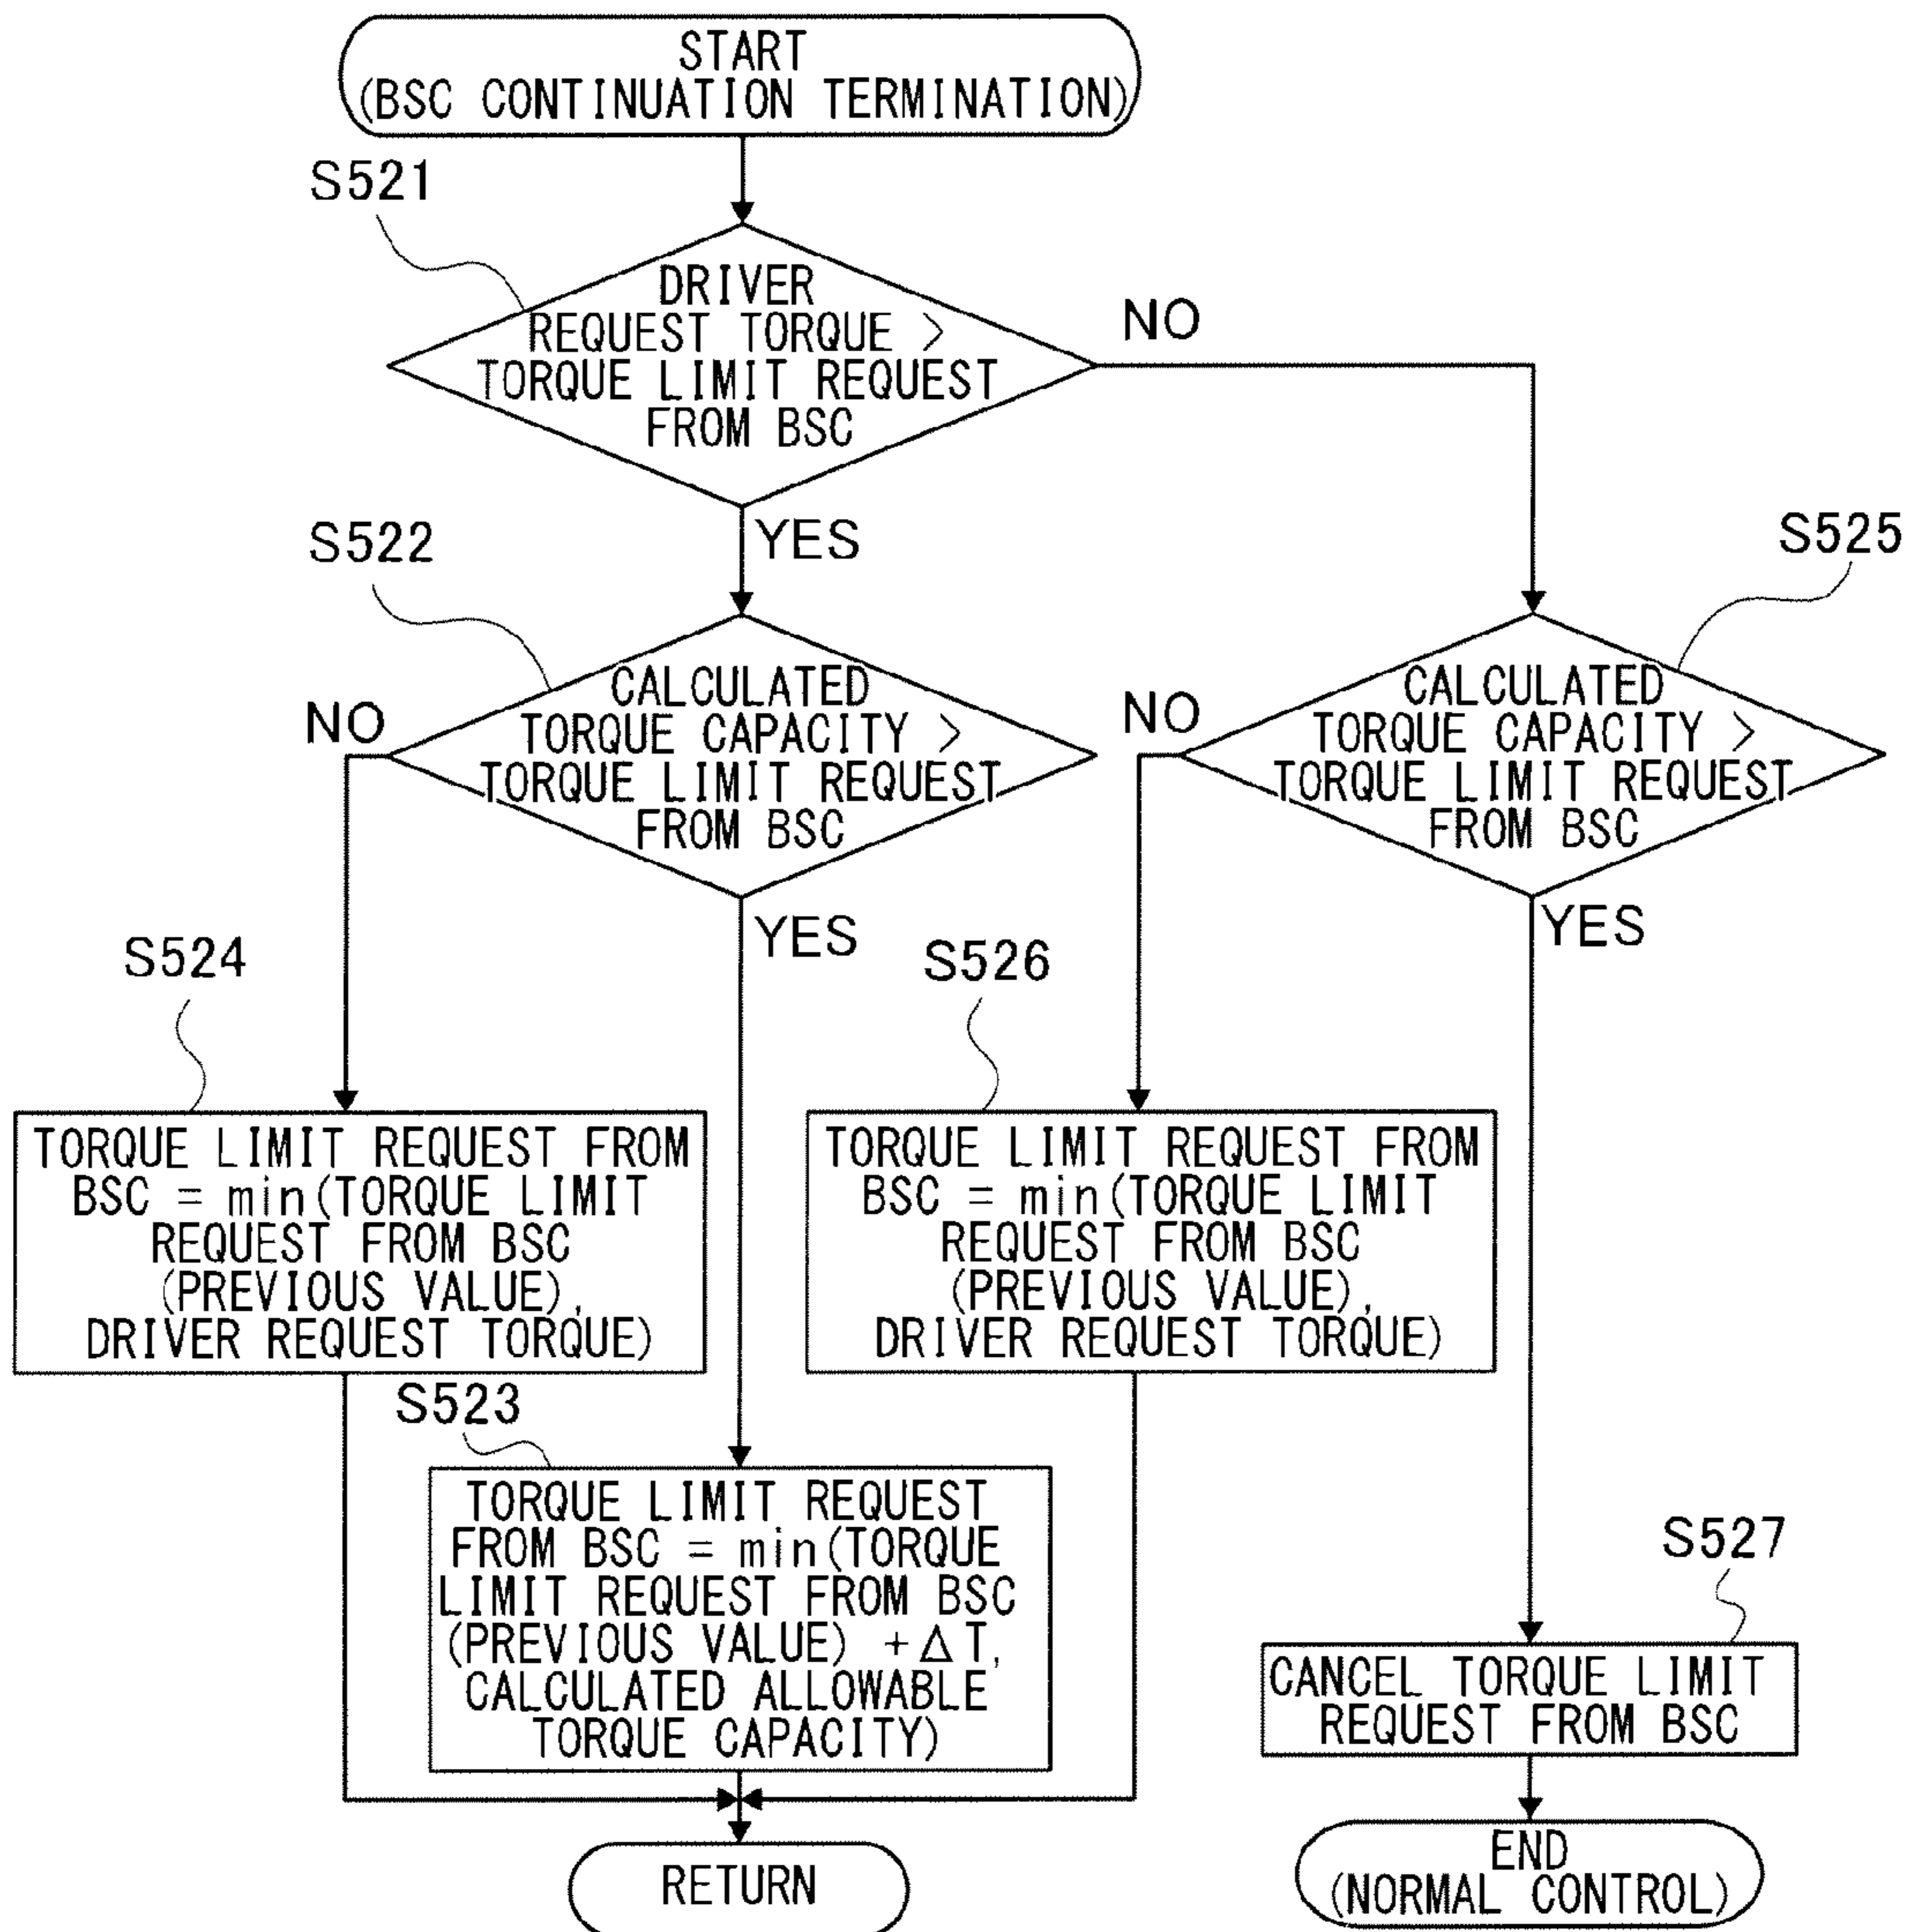 START
(BSC CONTINUATION TERMINATION)
S521
DRIVER
REQUEST TORQUE >
TORQUE LIMIT REQUEST
FROM BSC
NO
YES
S522
CALCULATED
TORQUE CAPACITY >
TORQUE LIMIT REQUEST
FROM BSC
NO
YES
S525
CALCULATED
TORQUE CAPACITY >
TORQUE LIMIT REQUEST
FROM BSC
NO
YES
S524
TORQUE LIMIT REQUEST FROM
BSC = min(TORQUE LIMIT
REQUEST FROM BSC
(PREVIOUS VALUE),
DRIVER REQUEST TORQUE)
S526
TORQUE LIMIT REQUEST FROM
BSC = min(TORQUE LIMIT
REQUEST FROM BSC
(PREVIOUS VALUE),
DRIVER REQUEST TORQUE)
S523
TORQUE LIMIT REQUEST
FROM BSC = min(TORQUE
LIMIT REQUEST FROM BSC
(PREVIOUS VALUE) +ΔT,
CALCULATED ALLOWABLE
TORQUE CAPACITY)
S527
CANCEL TORQUE LIMIT
REQUEST FROM BSC
RETURN
END
(NORMAL CONTROL)